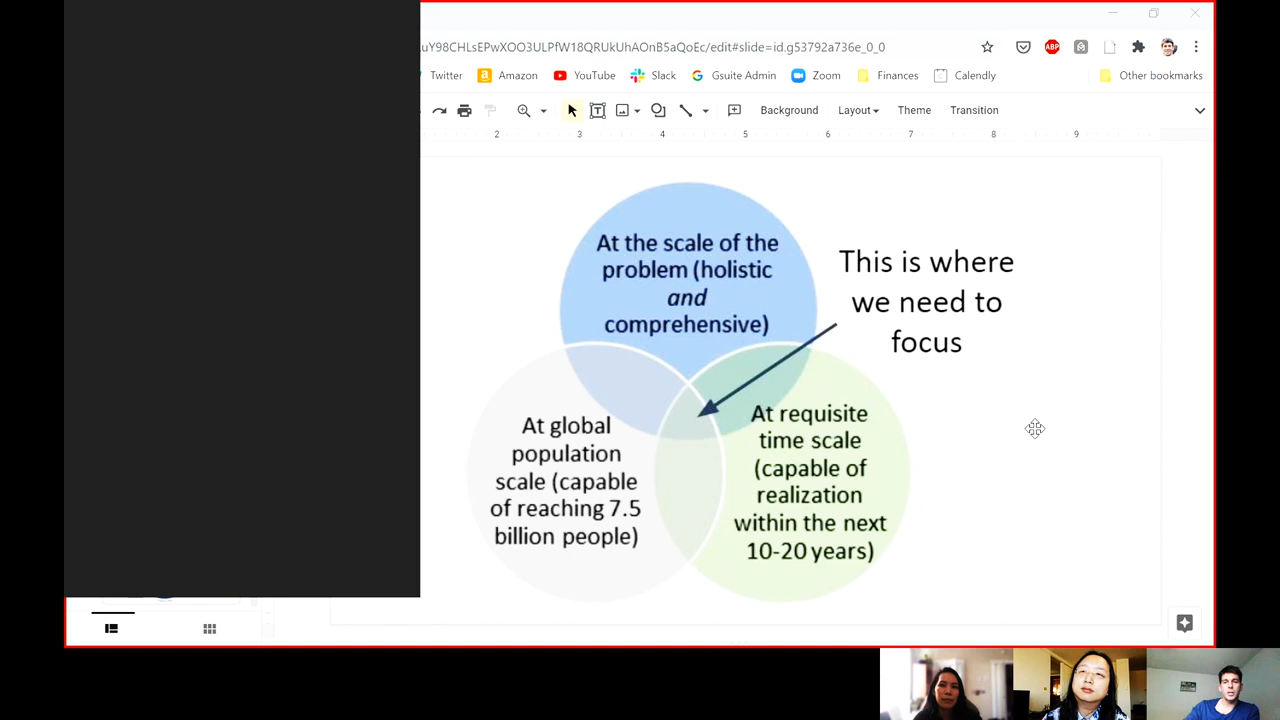 uY98CHLsEPwXOO3ULPfW18QRUkUhAOnB5aQoEc/edit#slide=id.g53792a736e_0_0
ABP
Twitter Amazon YouTube Slack Gsuite Admin Zoom Finances Calendly Other bookmarks
Background Layout Theme Transition
2 3 4 5 6 7 8 9
At the scale of the
problem (holistic
and
comprehensive)
This is where
we need to
focus
At global
population
scale (capable
of reaching 7.5
billion people)
At requisite
time scale
(capable of
realization
within the next
10-20 years)